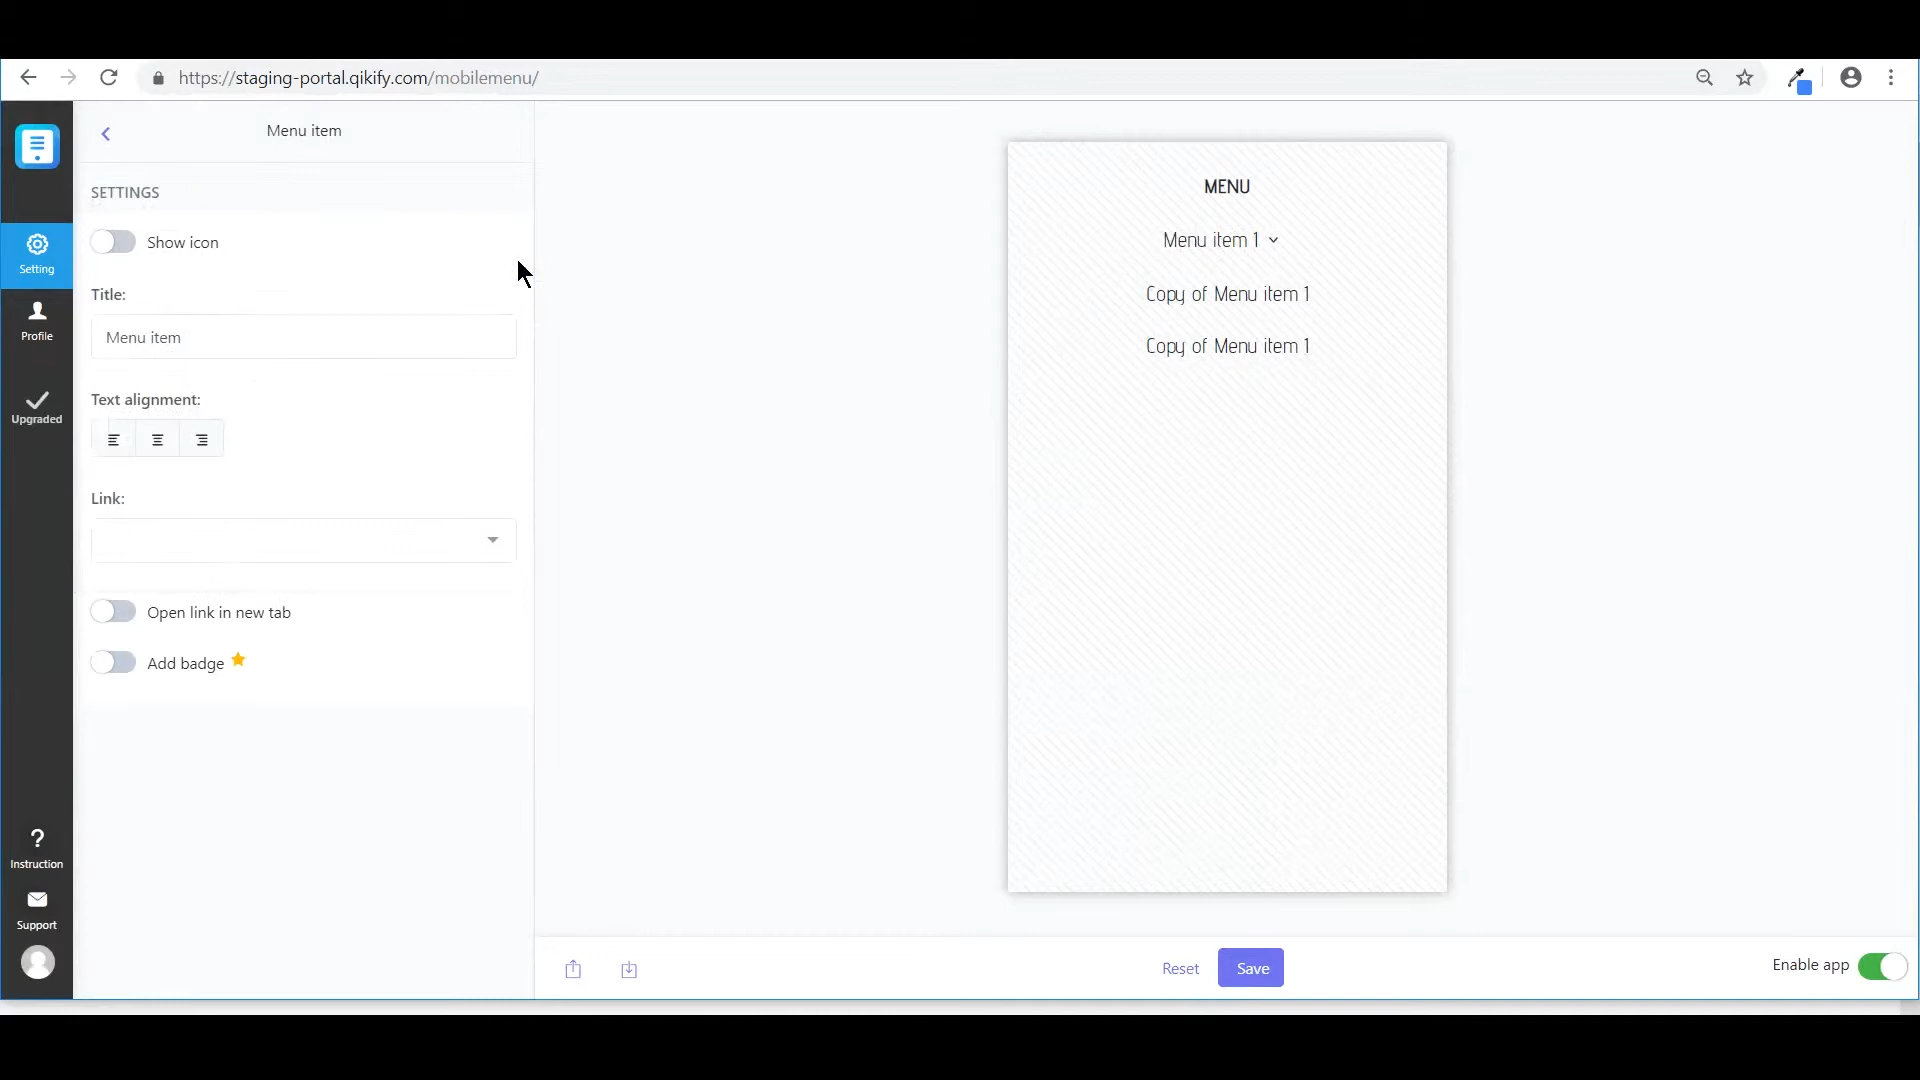 https://staging-portal.qikify.com/mobilemenu/
Menu item
SETTINGS
Show icon
Title:
Menu item
Text alignment:
Link:
Open link in new tab
Add badge
Setting
Profile
Upgraded
Instruction
Support
MENU
Menu item 1
Copy of Menu item 1
Copy of Menu item 1
Reset
Save
Enable app